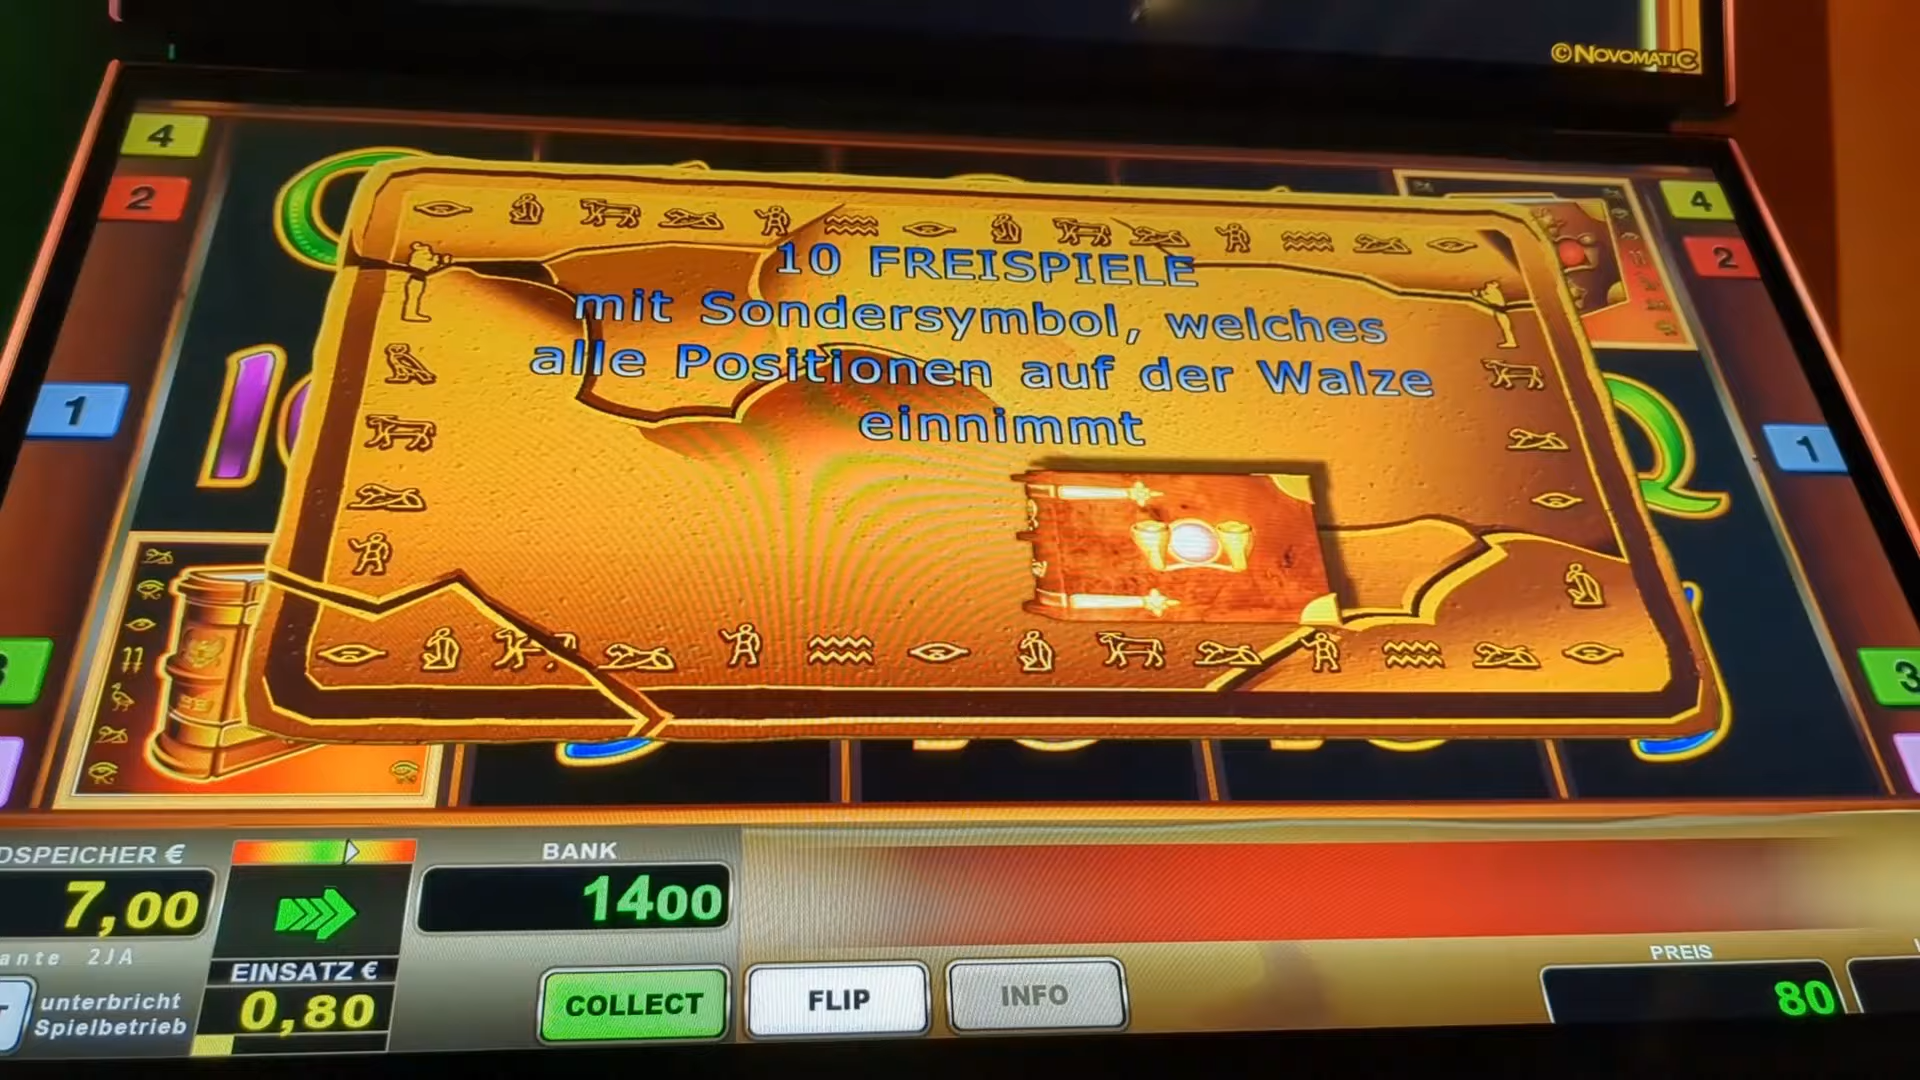 © NOVOMATIC
4
2
1
3
4
2
1
3
10 FREISPIELE
mit Sondersymbol, welches
alle Positionen auf der Walze
einnimmt
DSPEICHER €
7,00
ante 2JA
unterbricht
Spielbetrieb
EINSATZ €
0,80
BANK
1400
COLLECT
FLIP
INFO
PREIS
80